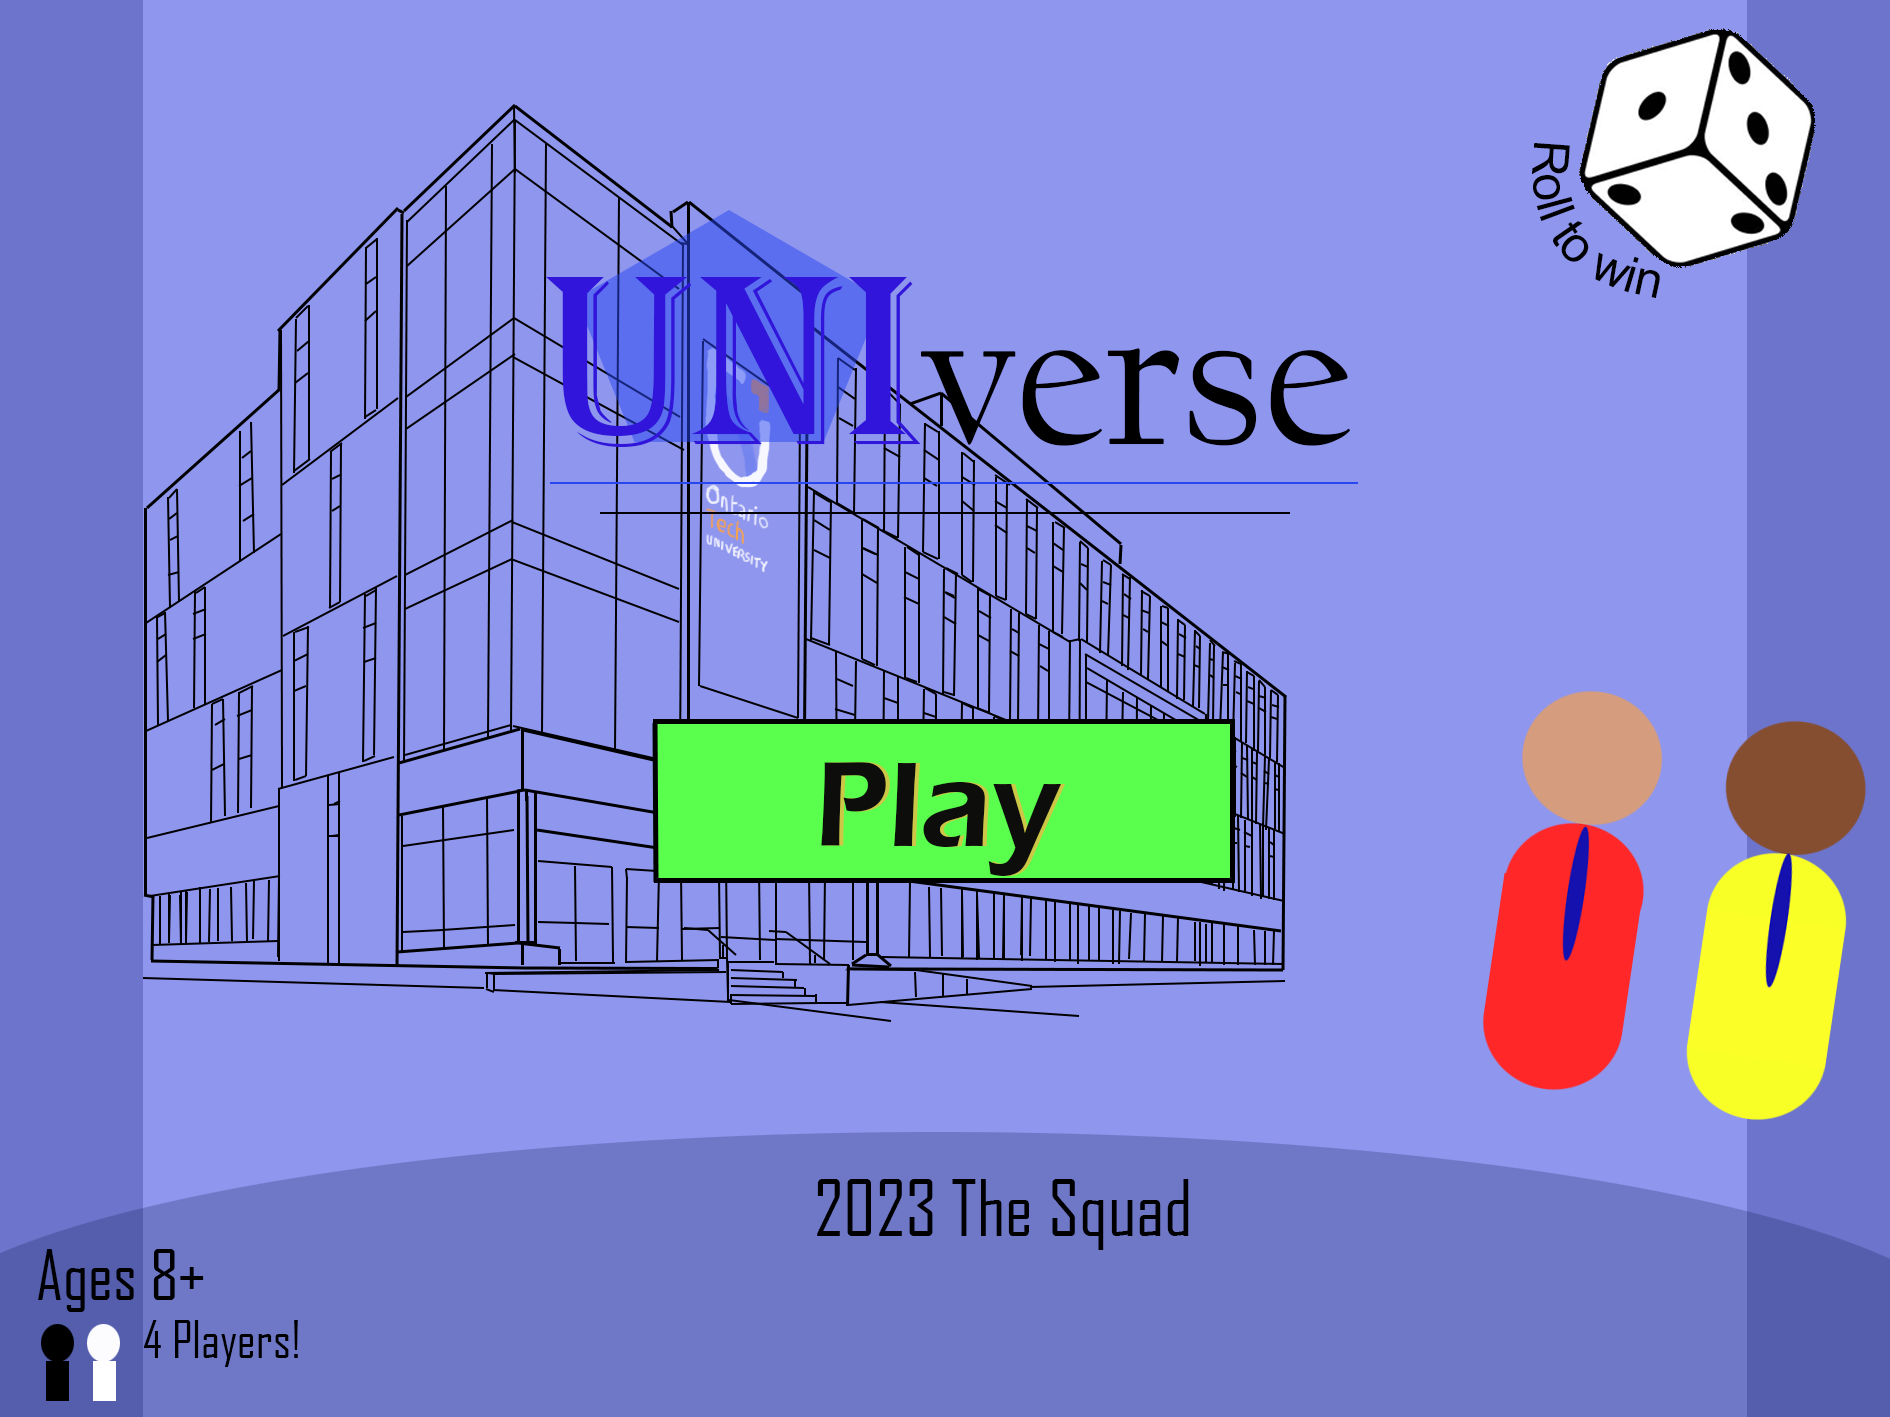 Roll to win
UNIverse
Ontario
Tech
UNIVERSITY
Play
2023 The Squad
Ages 8+
4 Players!